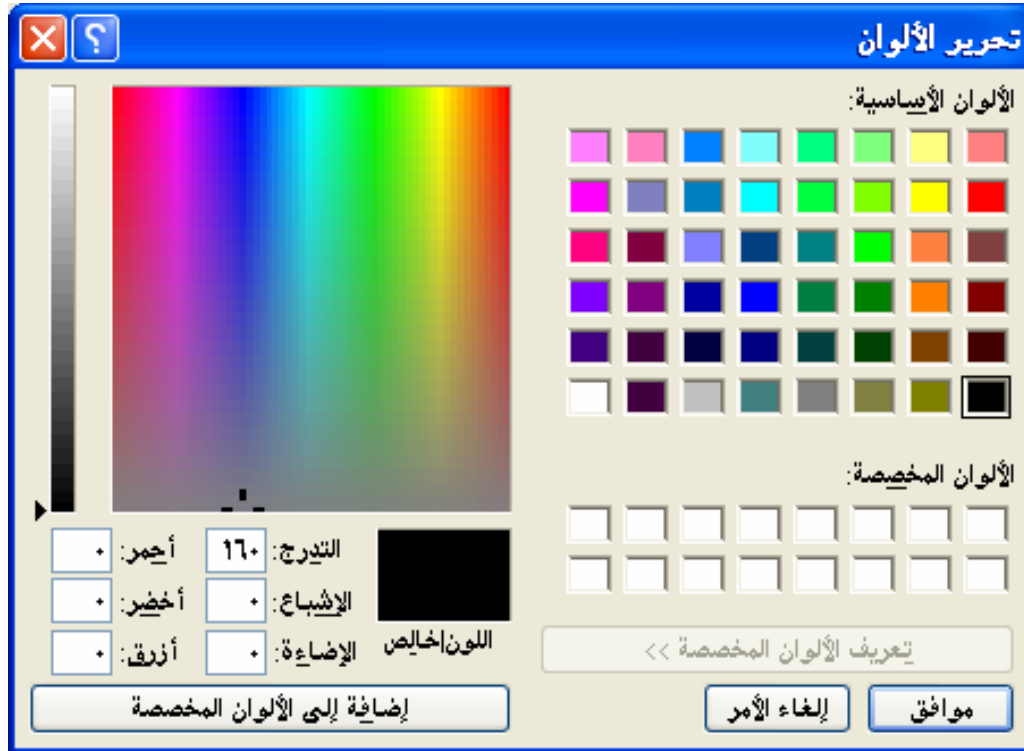 تحرير الألوان
الألوان الأساسية:
الألوان المخصصة:
تعريف الألوان المخصصة >>
موافق
إلغاء الأمر
اللون|خالص
التدرج: ١٦٠
الإشباع: ٠
الإضاءة: ٠
أحمر: ٠
أخضر: ٠
أزرق: ٠
إضافة إلى الألوان المخصصة